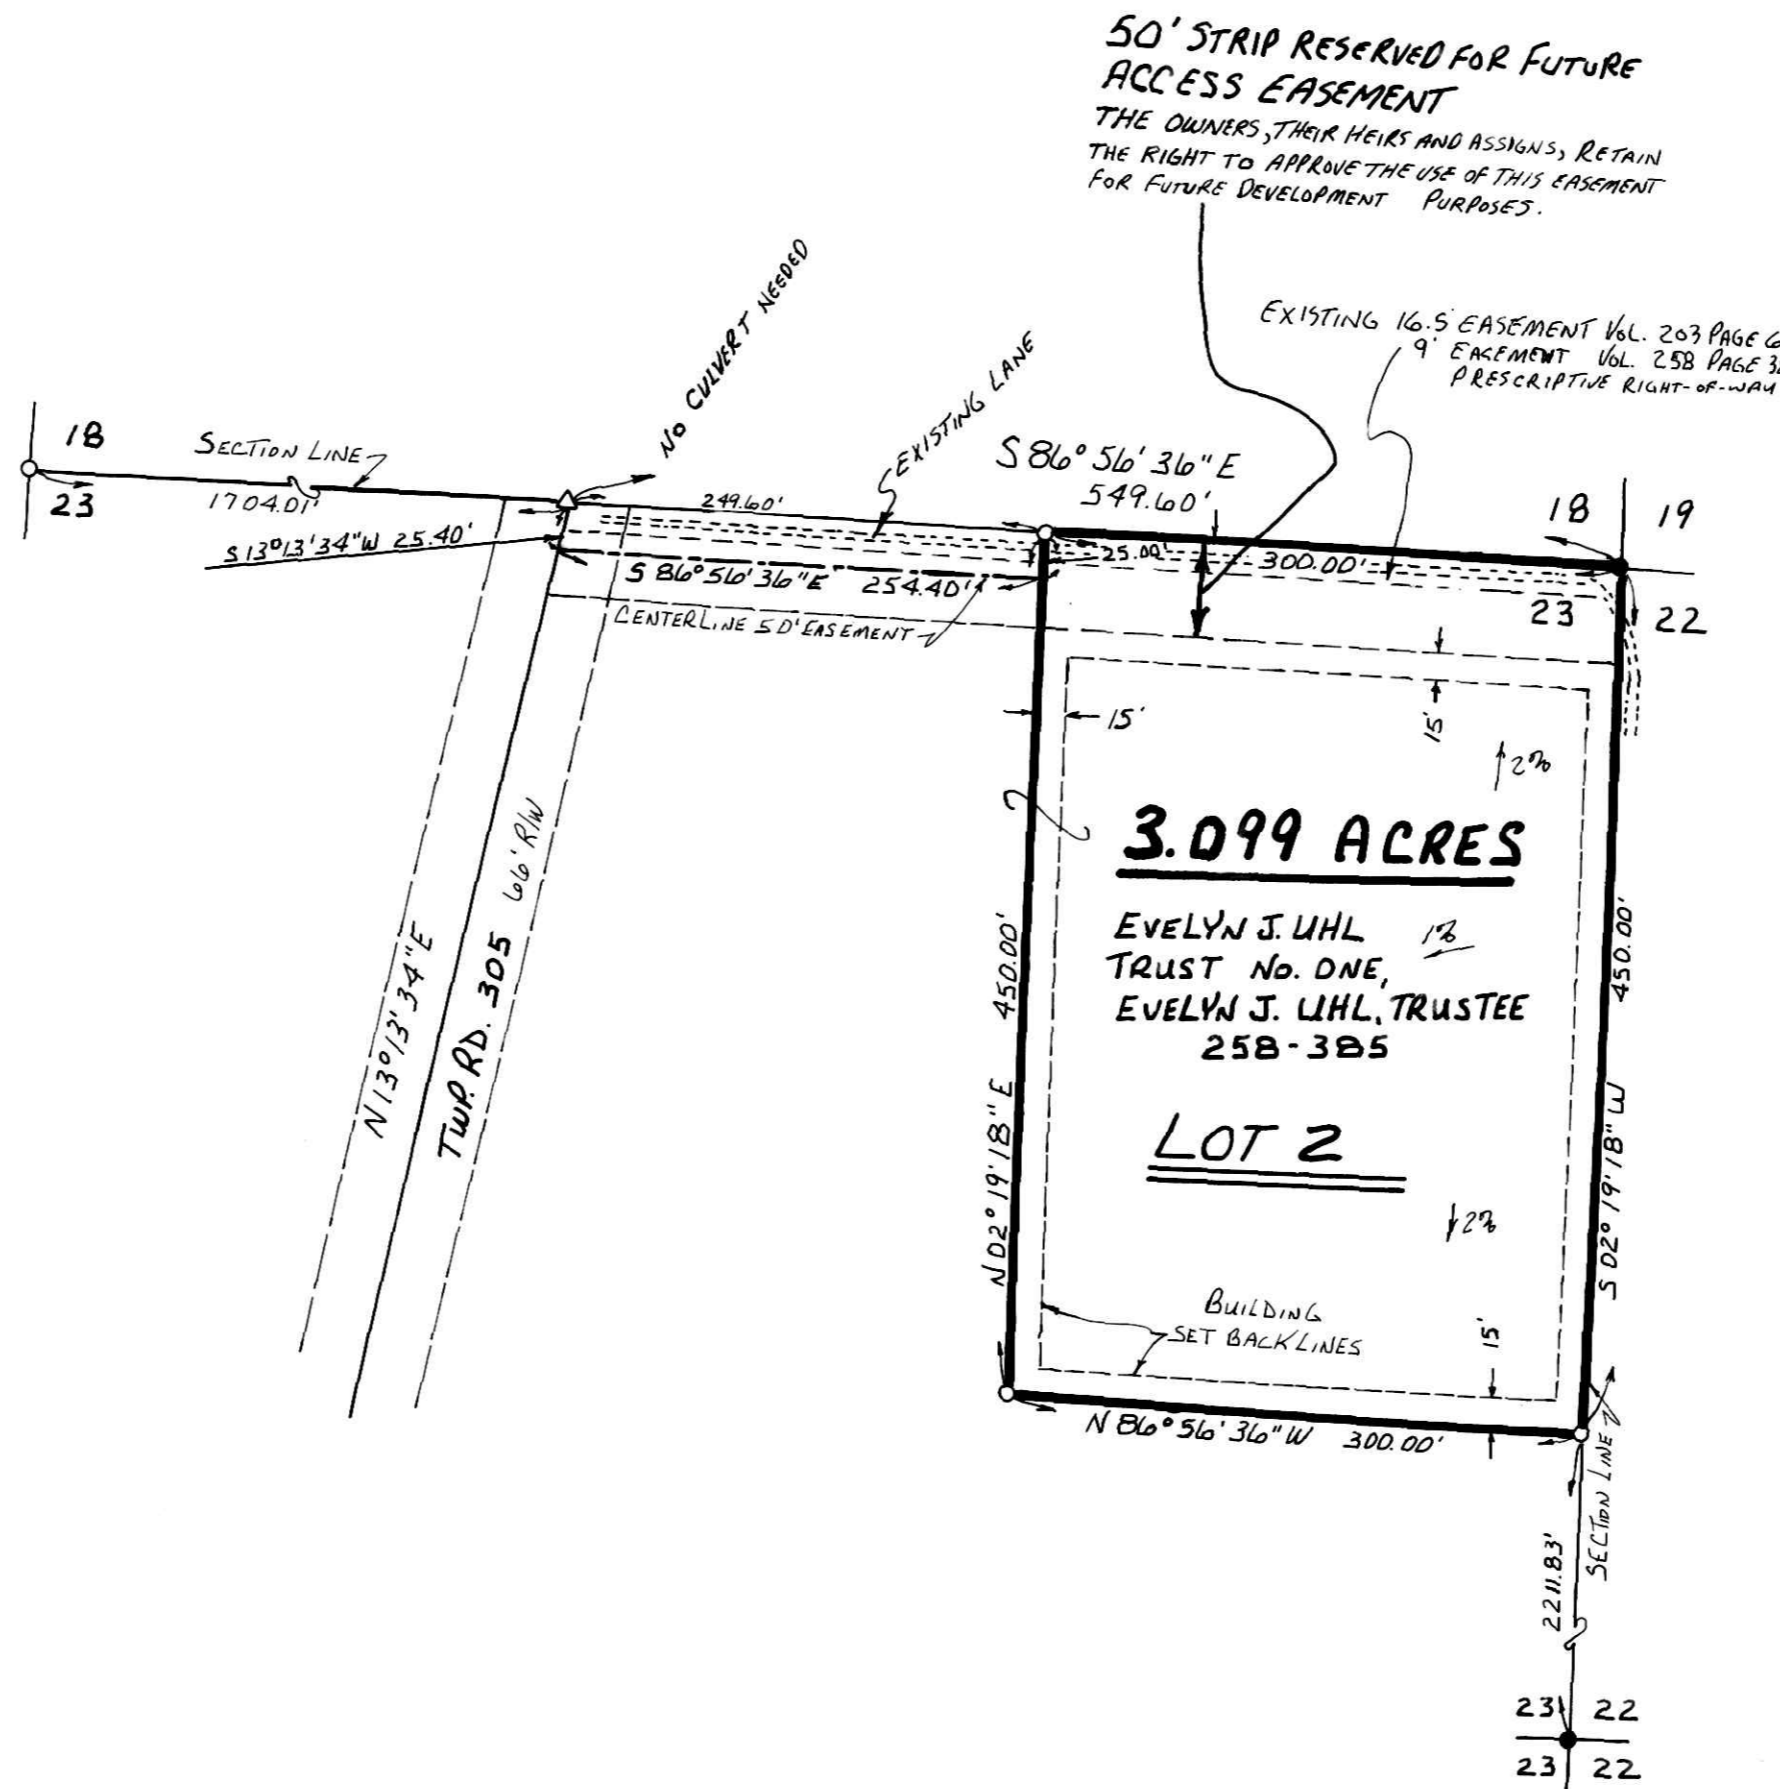 50' STRIP RESERVED FOR FUTURE
ACCESS EASEMENT
THE OWNERS, THEIR HEIRS AND ASSIGNS, RETAIN
THE RIGHT TO APPROVE THE USE OF THIS EASEMENT
FOR FUTURE DEVELOPMENT PURPOSES.
NO CULVERT NEEDED
EXISTING LANE
EXISTING 16.5' EASEMENT VOL. 203 PAGE
9' EASEMENT VOL. 258 PAGE
PRESCRIPTIVE RIGHT-OF-WAY
18
SECTION LINE
23
1704.01'
S 13°13'34"W 25.40'
249.60'
S 86° 56' 36" E
549.60'
18 19
25.00'
300.00'
23 22
S 86°56'36"E 254.40'
CENTERLINE 50' EASEMENT
15'
15'
2%
3.099 ACRES
EVELYN J. UHL
1%
TRUST NO. ONE,
EVELYN J. UHL, TRUSTEE
258-385
LOT 2
2%
BUILDING
SET BACK LINES
15'
N 13°13'34"E
TWP. RD. 305 66' R/W
N 02° 19' 18" E 450.00'
S 02° 19' 18" W 450.00'
N 86° 56' 36" W 300.00'
SECTION LINE
2211.83'
23 22
23 22